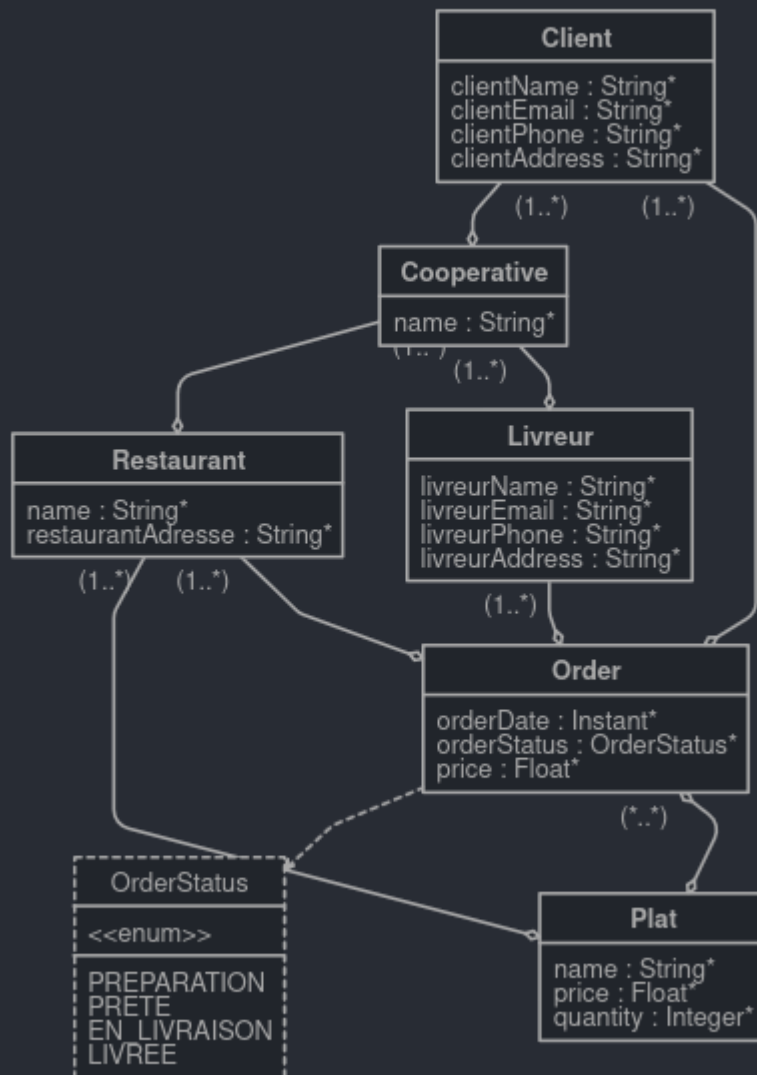 Client
clientName : String*
clientEmail : String*
clientPhone : String*
clientAddress : String*
(1..*) (1..*)
Cooperative
name : String*
(1..*)
(1..*)
Livreur
livreurName : String*
livreurEmail : String*
livreurPhone : String*
livreurAddress : String*
Restaurant
name : String*
restaurantAdresse : String*
(1..*) (1..*)
(1..*)
Order
orderDate : Instant*
orderStatus : OrderStatus*
price : Float*
(*..*)
OrderStatus
<<enum>>
PREPARATION
PRETE
EN_LIVRAISON
LIVREE
Plat
name : String*
price : Float*
quantity : Integer*